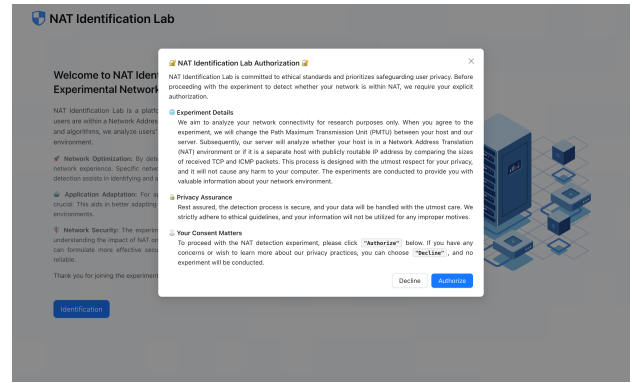 NAT Identification Lab
NAT Identification Lab Authorization
NAT Identification Lab is committed to ethical standards and prioritizes safeguarding user privacy. Before
proceeding with the experiment to detect whether your network is within NAT, we require your explicit
authorization.
Experiment Details
We aim to analyze your network connectivity for research purposes only. When you agree to the
experiment, we will change the Path Maximum Transmission Unit (PMTU) between your host and our
server. Subsequently, our server will analyze whether your host is in a Network Address Translation
(NAT) environment or if it is a separate host with publicly routable IP address by comparing the sizes
of received TCP and ICMP packets. This process is designed with the utmost respect for your privacy,
and it will not cause any harm to your computer. The experiments are conducted to provide you with
valuable information about your network environment.
Privacy Assurance
Rest assured, the detection process is secure, and your data will be handled with the utmost care. We
strictly adhere to ethical guidelines, and your information will not be utilized for any improper motives.
Your Consent Matters
To proceed with the NAT detection experiment, please click "Authorize" below. If you have any
concerns or wish to learn more about our privacy practices, you can choose "Decline", and no
experiment will be conducted.
Decline
Authorize
Welcome to NAT Iden
Experimental Network
NAT Identification Lab is a platfo
users are within a Network Addres
and algorithms, we analyze users'
environment.
Network Optimization: By dete
network experience. Specific netwo
detection assists in identifying and a
Application Adaptation: For a
crucial. This aids in better adapting
environments.
Network Security: The experim
understanding the impact of NAT on
can formulate more effective secu
reliable.
Thank you for joining the experiment
Identification